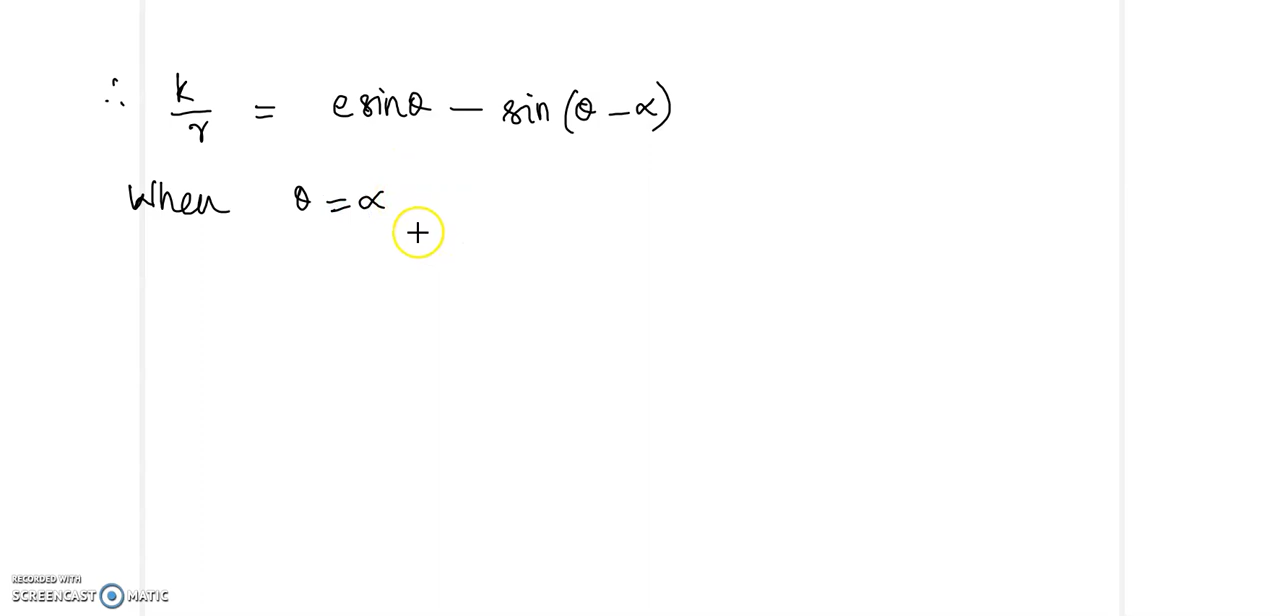 ∴ k/r = e sinθ − sin(θ − α)
When θ = α
RECORDED WITH
SCREENCAST MATIC